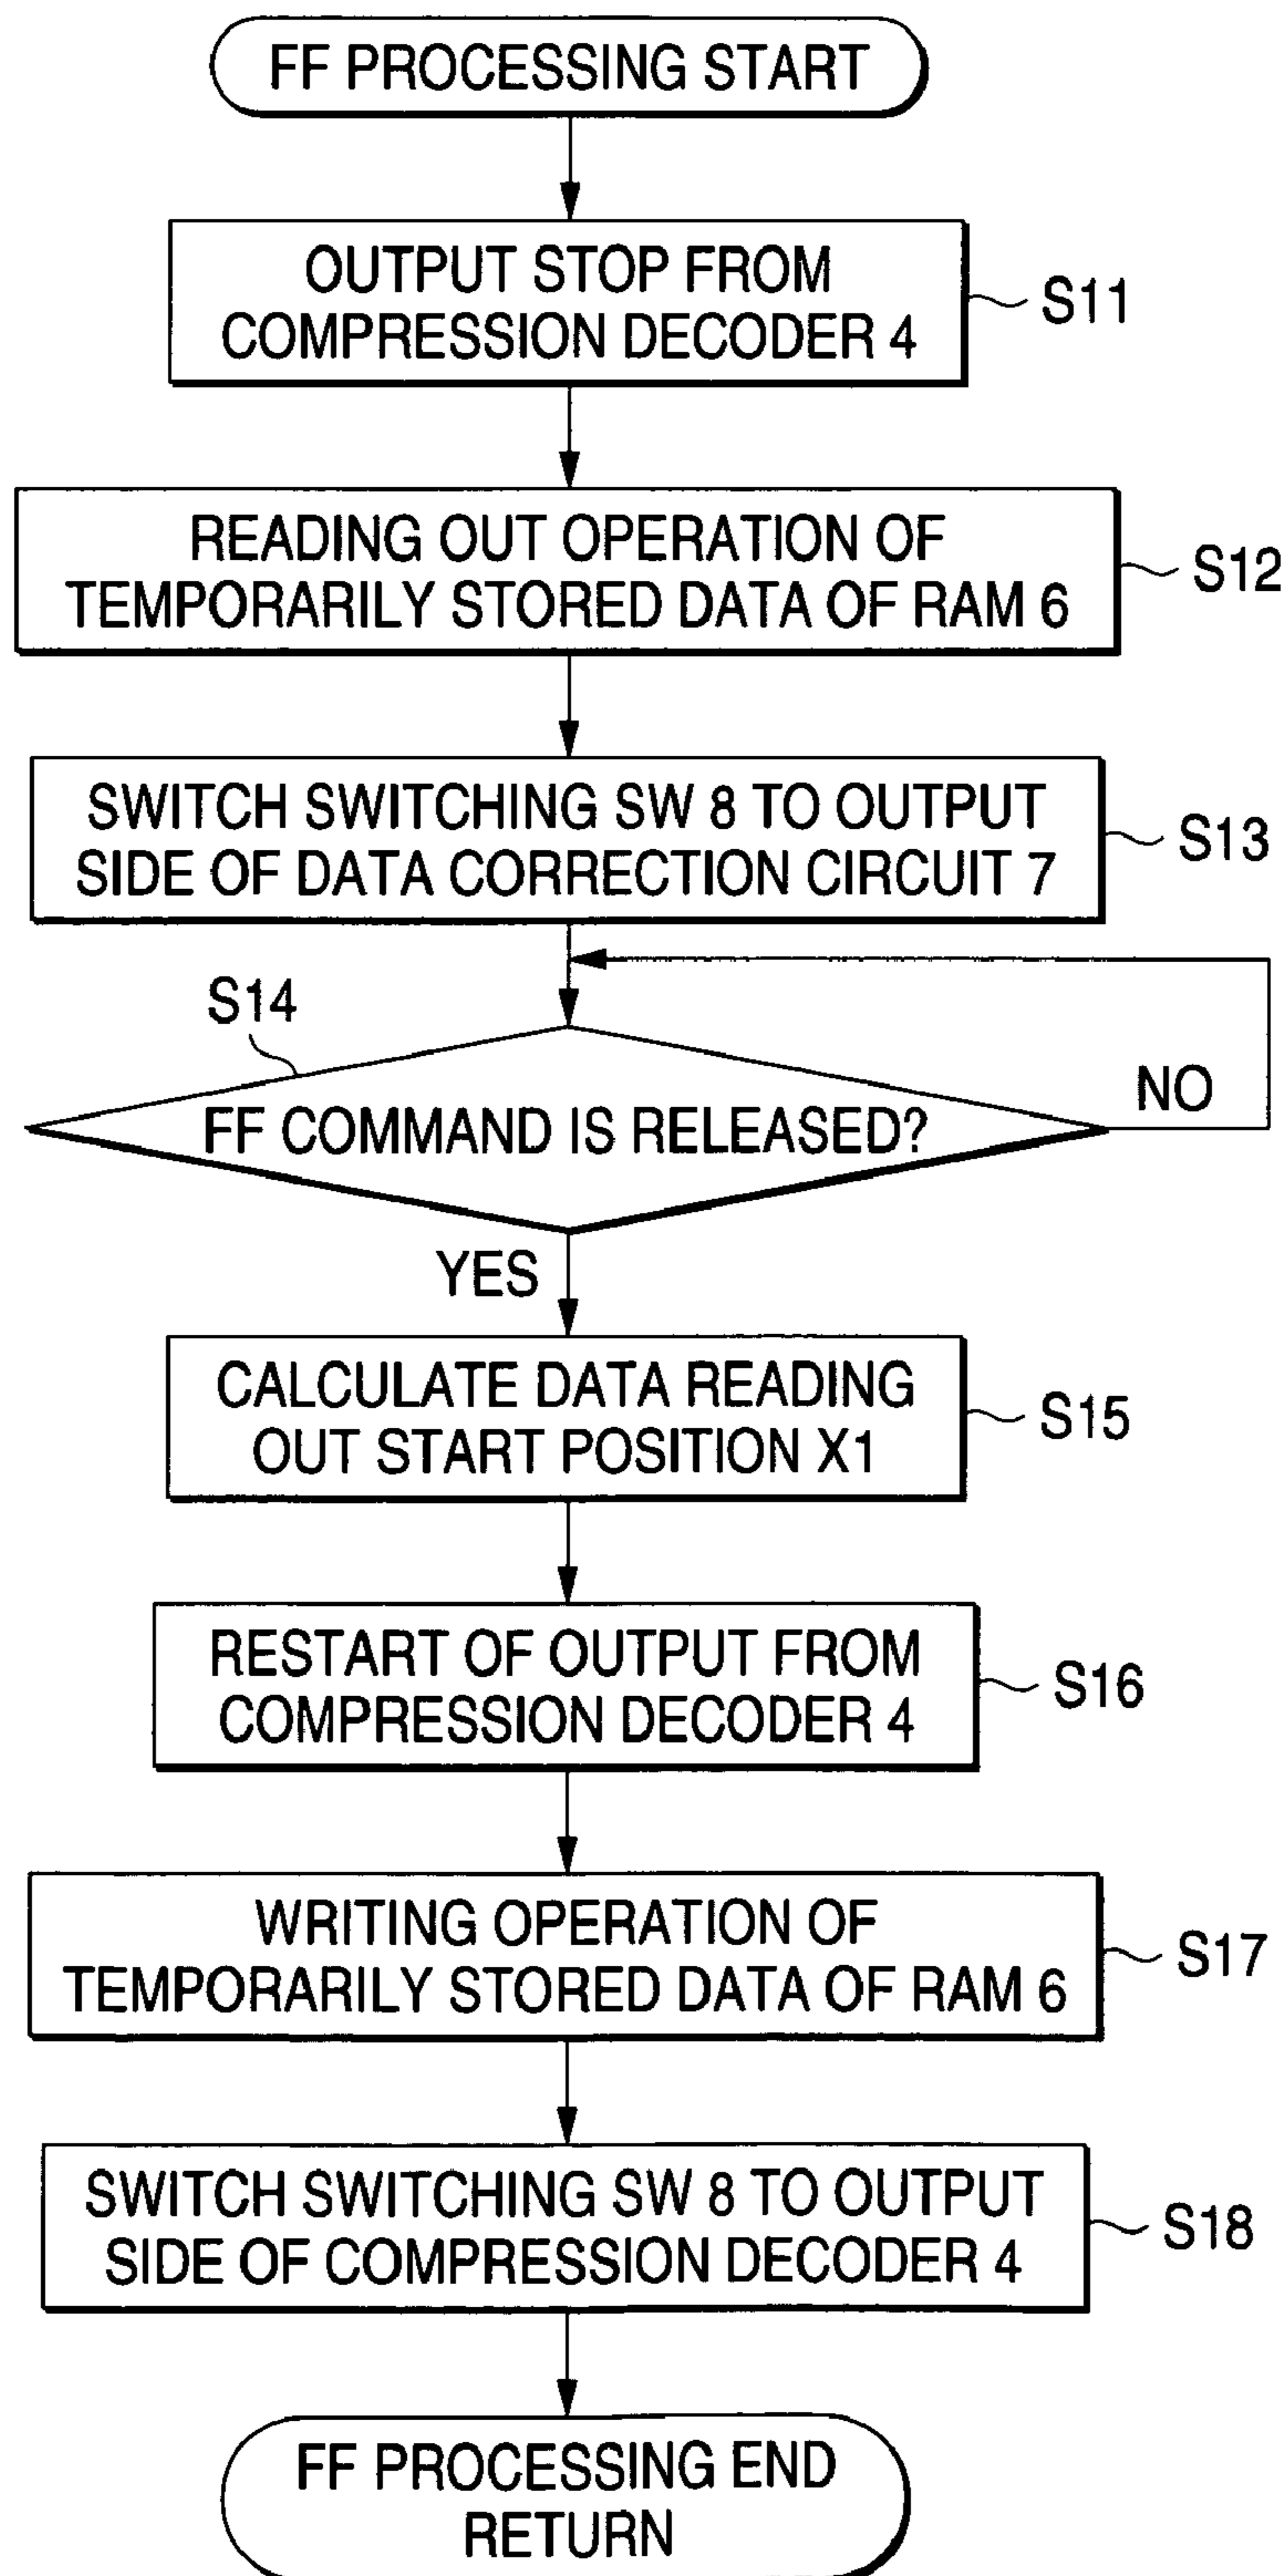 FF PROCESSING START
OUTPUT STOP FROM
COMPRESSION DECODER 4
S11
READING OUT OPERATION OF
TEMPORARILY STORED DATA OF RAM 6
S12
SWITCH SWITCHING SW 8 TO OUTPUT
SIDE OF DATA CORRECTION CIRCUIT 7
S13
S14
FF COMMAND IS RELEASED?
NO
YES
CALCULATE DATA READING
OUT START POSITION X1
S15
RESTART OF OUTPUT FROM
COMPRESSION DECODER 4
S16
WRITING OPERATION OF
TEMPORARILY STORED DATA OF RAM 6
S17
SWITCH SWITCHING SW 8 TO OUTPUT
SIDE OF COMPRESSION DECODER 4
S18
FF PROCESSING END
RETURN